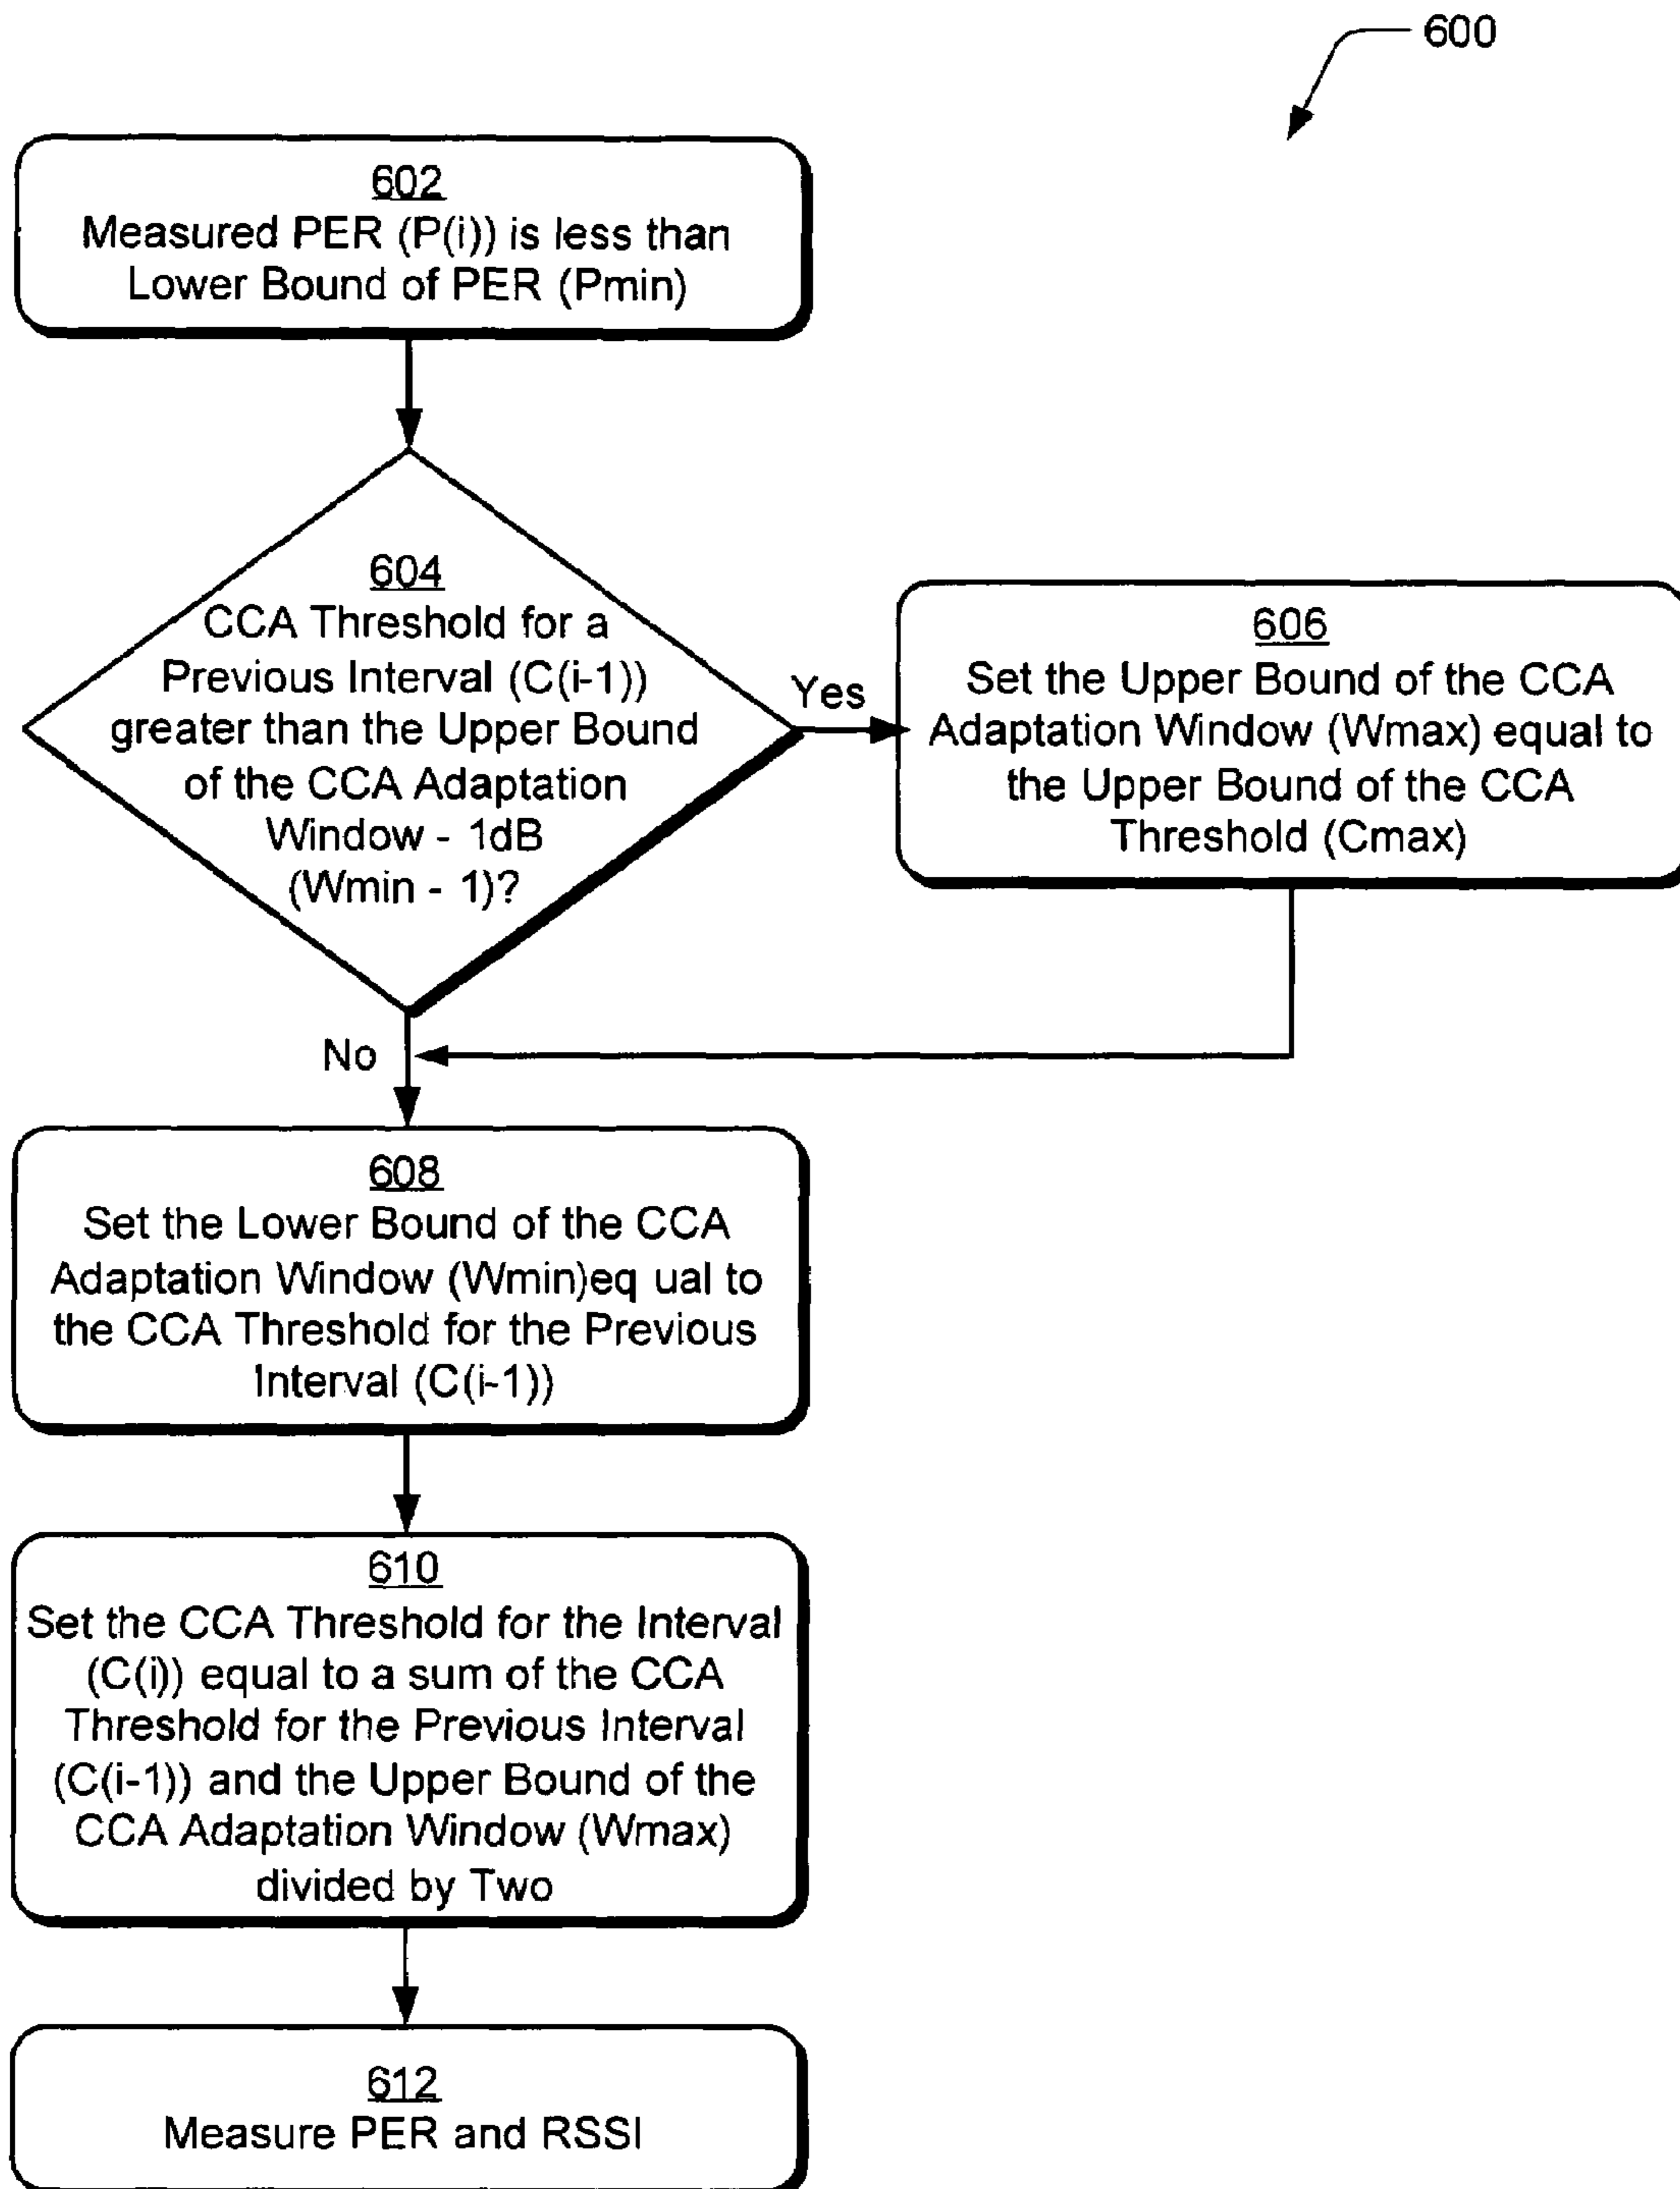 600
602
Measured PER (P(i)) is less than
Lower Bound of PER (Pmin)
604
CCA Threshold for a
Previous Interval (C(i-1))
greater than the Upper Bound
of the CCA Adaptation
Window - 1dB
(Wmin - 1)?
Yes
606
Set the Upper Bound of the CCA
Adaptation Window (Wmax) equal to
the Upper Bound of the CCA
Threshold (Cmax)
No
608
Set the Lower Bound of the CCA
Adaptation Window (Wmin)eq ual to
the CCA Threshold for the Previous
Interval (C(i-1))
610
Set the CCA Threshold for the Interval
(C(i)) equal to a sum of the CCA
Threshold for the Previous Interval
(C(i-1)) and the Upper Bound of the
CCA Adaptation Window (Wmax)
divided by Two
612
Measure PER and RSSI